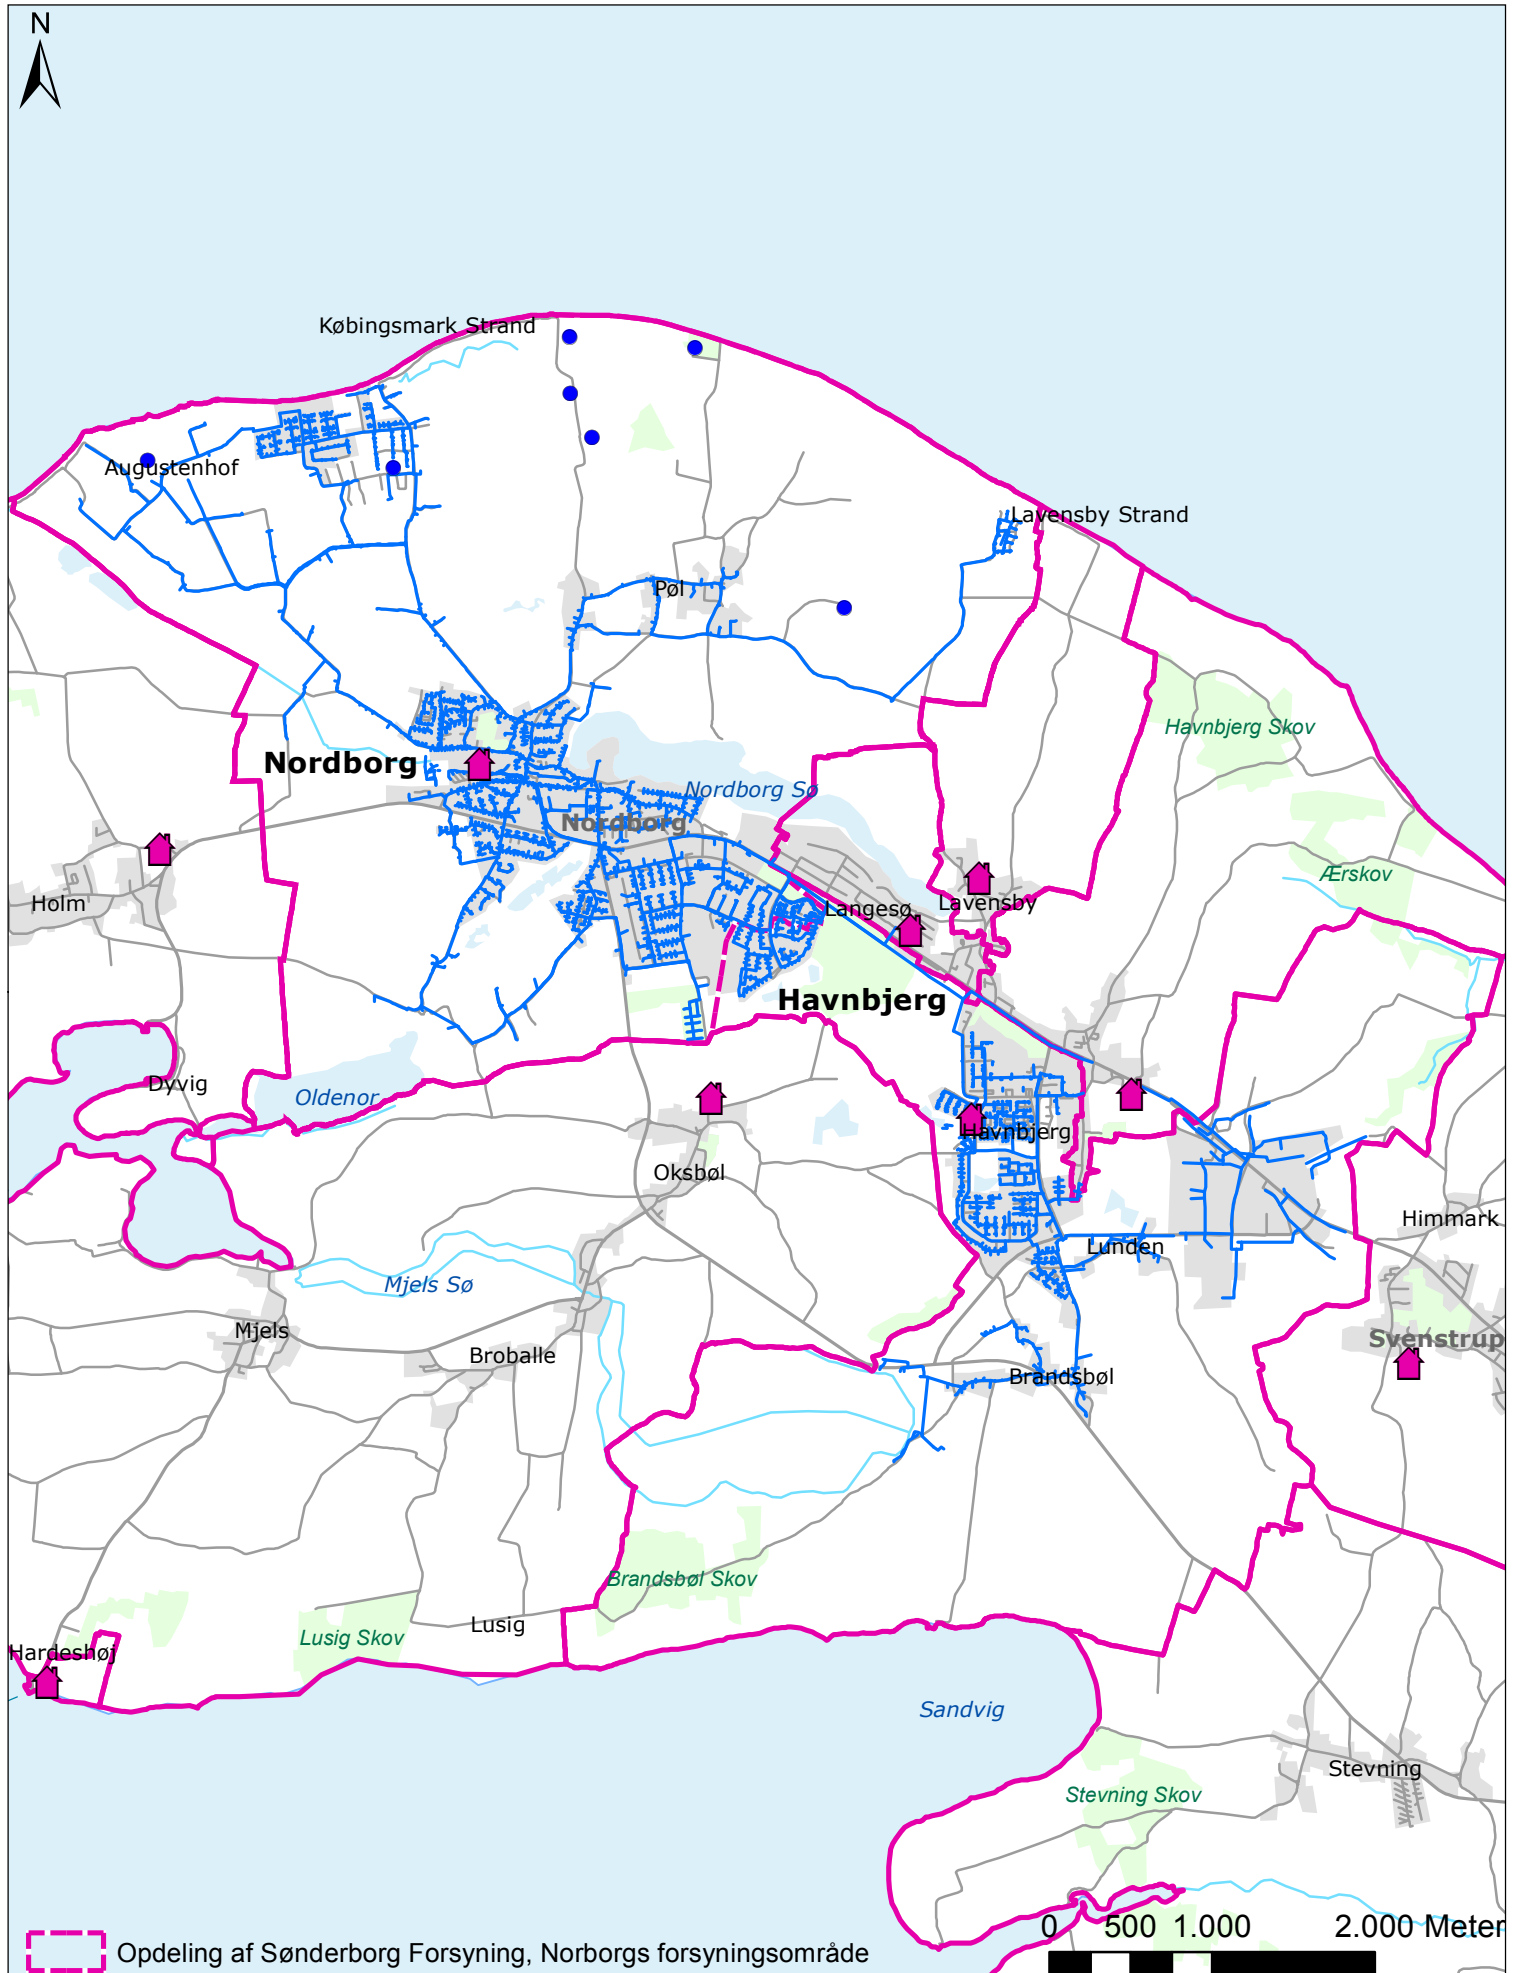 N
Købingsmark Strand
Augustenhof
Lavensby Strand
Pøl
Havnbjerg Skov
Nordborg
Nordborg Sø
Nordborg
Ærskov
Holm
Langesø
Lavensby
Havnbjerg
Dyvig
Oldenor
Havnbjerg
Oksbøl
Himmark
Lunden
Mjels Sø
Mjels
Svenstrup
Broballe
Brandsbøl
Brandsbøl Skov
Lusig
Lusig Skov
Hardeshøj
Sandvig
Stevning
Stevning Skov
0 500 1.000 2.000 Meter
Opdeling af Sønderborg Forsyning, Norborgs forsyningsområde